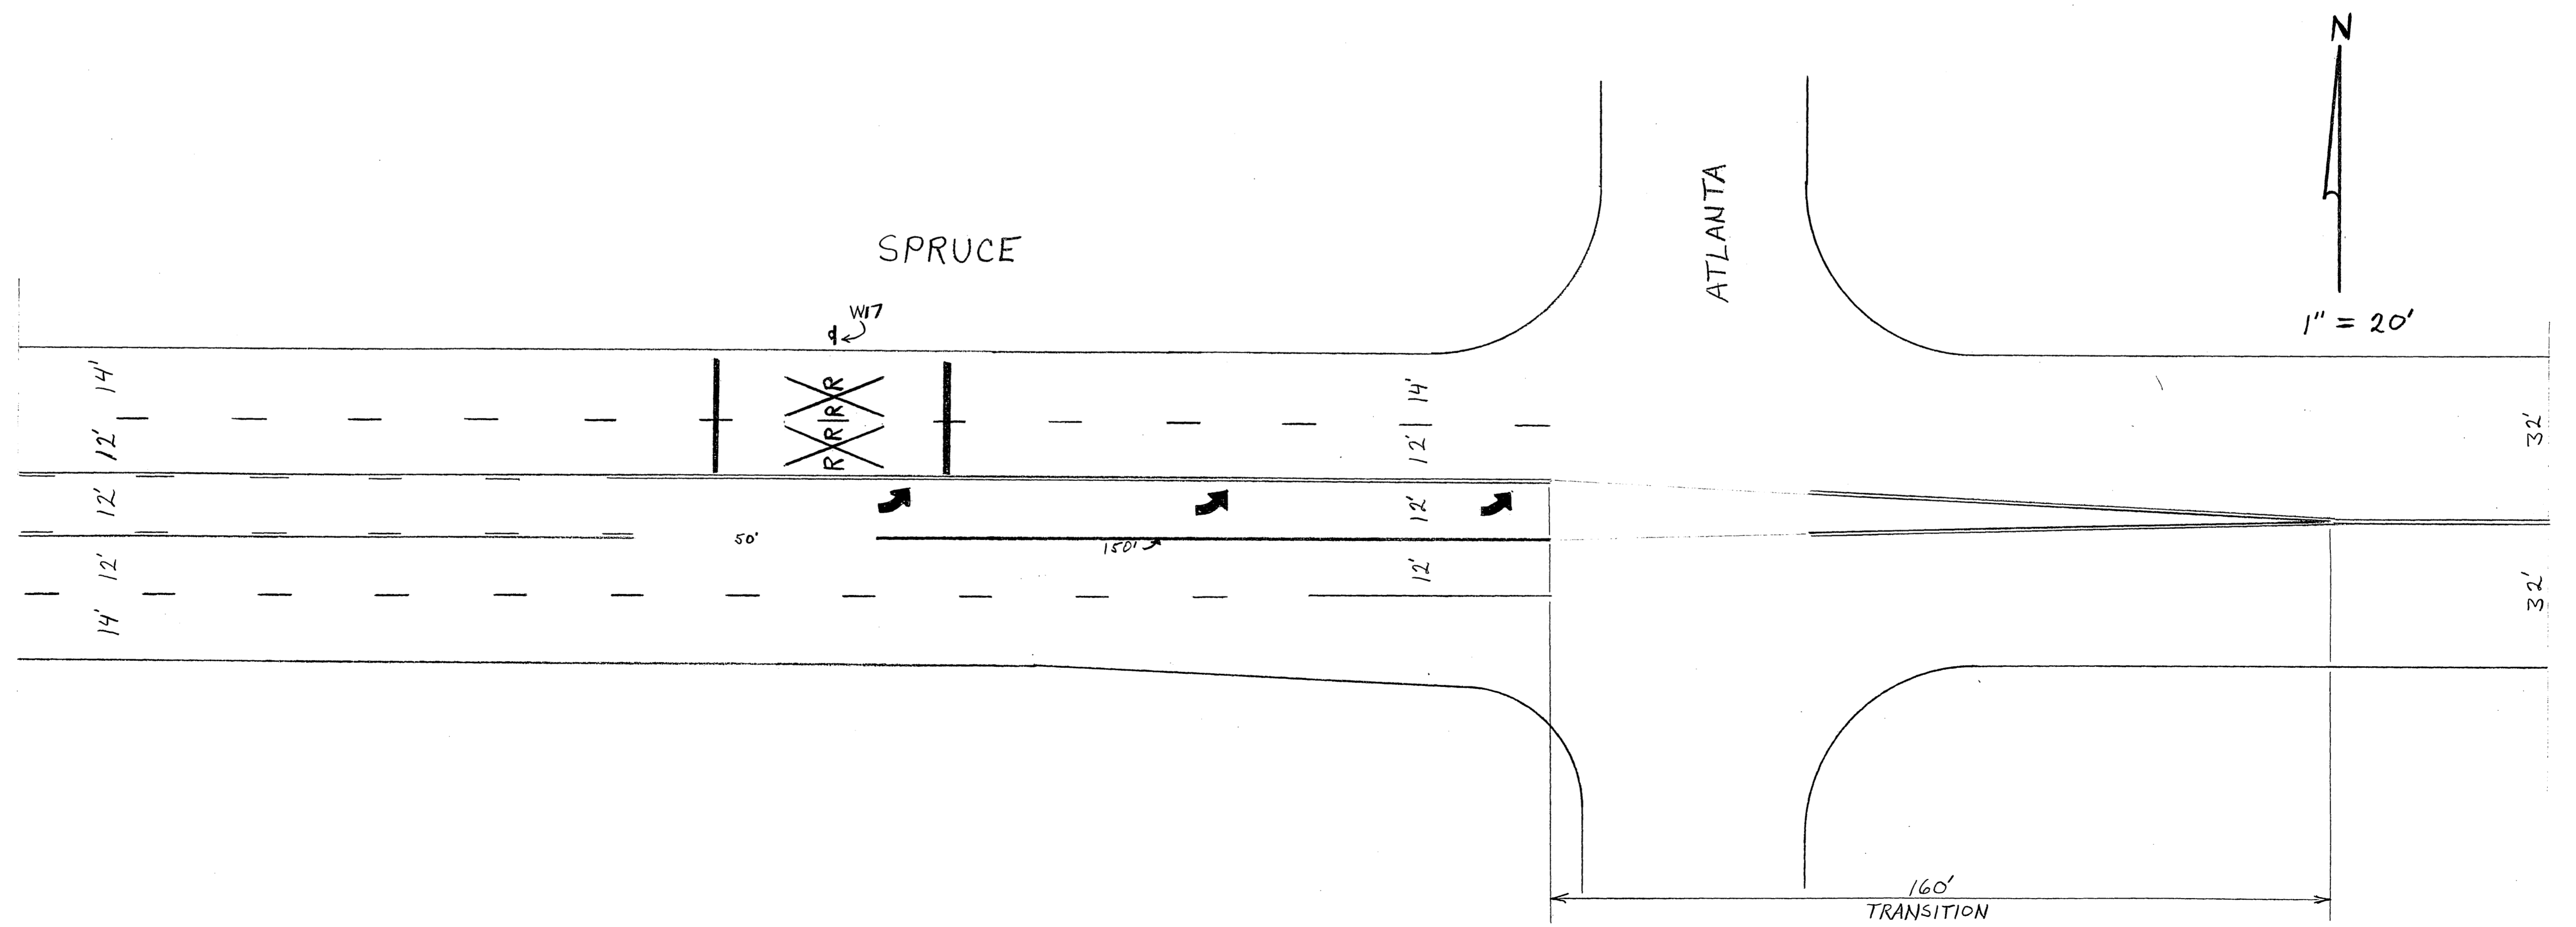 N
1" = 20'
SPRUCE
ATLANTA
W17
14'
12'
12'
12'
14'
R
R
R
R
14'
12'
12'
12'
50'
150'
32'
32'
160'
TRANSITION